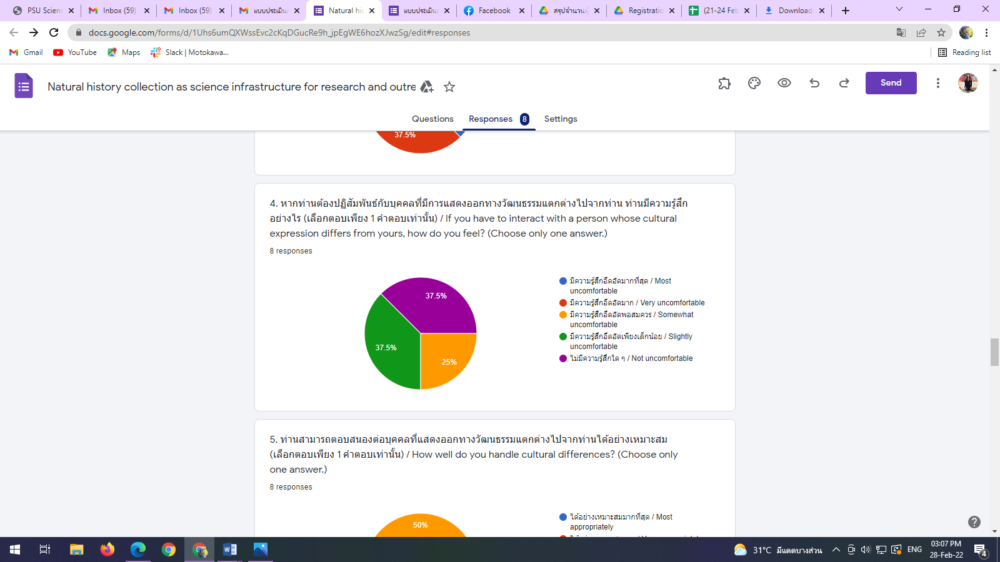 PSU Scienc
Inbox (59)
Inbox (59)
แบบประเมิน
Natural his
แบบประเมิน
Facebook
สรุปจำนวนผู้
Registratio
(21-24 Feb
Download
docs.google.com/forms/d/1Uhs6umQXWssEvc2cKqDGucRe9h_jpEgWE6hozXJwzSg/edit#responses
Gmail
YouTube
Maps
Slack | Motokawa...
Reading list
Natural history collection as science infrastructure for research and outre
Send
Questions
Responses 8
Settings
37.5%
4. หากท่านต้องปฏิสัมพันธ์กับบุคคลที่มีการแสดงออกทางวัฒนธรรมแตกต่างไปจากท่าน ท่านมีความรู้สึก
อย่างไร (เลือกตอบเพียง 1 คำตอบเท่านั้น) / If you have to interact with a person whose cultural
expression differs from yours, how do you feel? (Choose only one answer.)
8 responses
37.5%
37.5%
25%
มีความรู้สึกอึดอัดมากที่สุด / Most
uncomfortable
มีความรู้สึกอึดอัดมาก / Very uncomfortable
มีความรู้สึกอึดอัดพอสมควร / Somewhat
uncomfortable
มีความรู้สึกอึดอัดเพียงเล็กน้อย / Slightly
uncomfortable
ไม่มีความรู้สึกใด ๆ / Not uncomfortable
5. ท่านสามารถตอบสนองต่อบุคคลที่แสดงออกทางวัฒนธรรมแตกต่างไปจากท่านได้อย่างเหมาะสม
(เลือกตอบเพียง 1 คำตอบเท่านั้น) / How well do you handle cultural differences? (Choose only
one answer.)
8 responses
50%
ได้อย่างเหมาะสมมากที่สุด / Most
appropriately
31°C มีแดดบางส่วน
ENG
03:07 PM
28-Feb-22
4